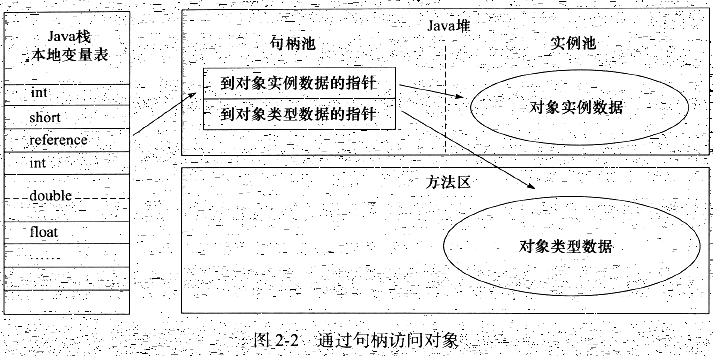 Java栈
本地变量表
int
short
reference
int
double
float
……
Java堆
句柄池
实例池
到对象实例数据的指针
到对象类型数据的指针
对象实例数据
方法区
对象类型数据
图 2-2 通过句柄访问对象